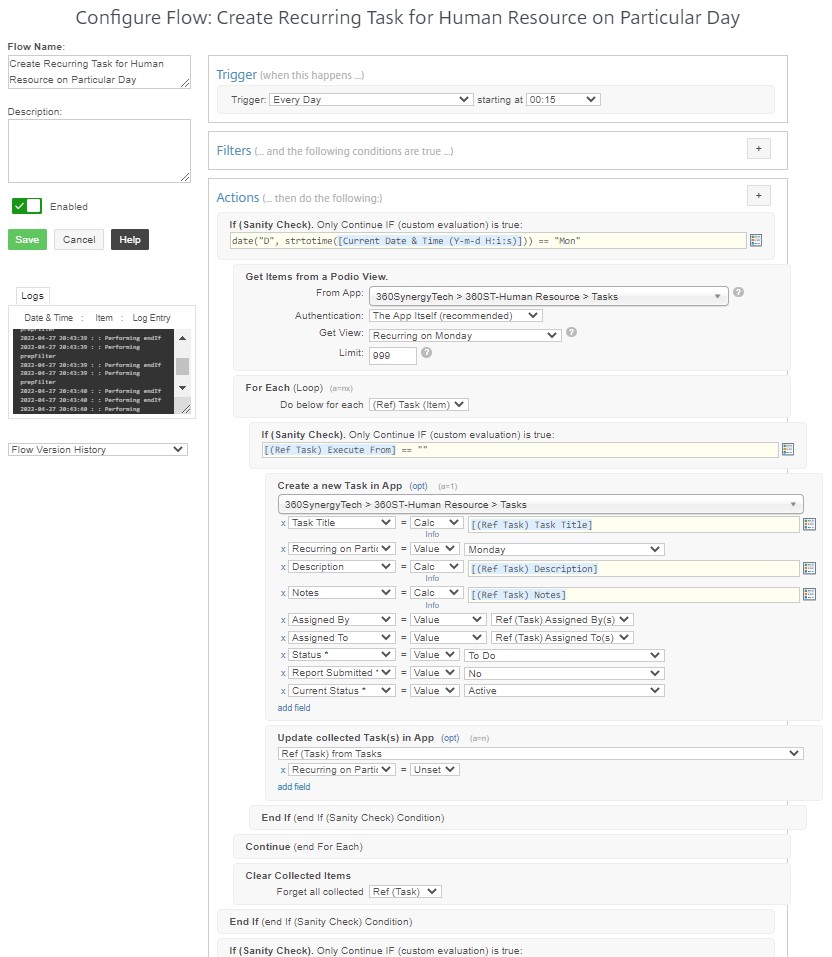 Configure Flow: Create Recurring Task for Human Resource on Particular Day
Flow Name:
Create Recurring Task for Human
Resource on Particular Day
Description:
Enabled
Save Cancel Help
Logs
Date & Time : Item : Log Entry
prepFilter
2022-04-27 20:43:39 : : Performing endIf
2022-04-27 20:43:39 : : Performing
prepFilter
2022-04-27 20:43:39 : : Performing endIf
2022-04-27 20:43:39 : : Performing
prepFilter
2022-04-27 20:43:40 : : Performing endIf
2022-04-27 20:43:40 : : Performing endIf
2022-04-27 20:43:40 : : Performing
Flow Version History
Trigger (when this happens ...)
Trigger: Every Day starting at 00:15
Filters (... and the following conditions are true ...) +
Actions (... then do the following:) +
If (Sanity Check). Only Continue IF (custom evaluation) is true:
date("D", strtotime([Current Date & Time (Y-m-d H:i:s)])) == "Mon"
Get Items from a Podio View.
From App: 360SynergyTech > 360ST-Human Resource > Tasks ?
Authentication: The App Itself (recommended)
Get View: Recurring on Monday ?
Limit: 999 ?
For Each (Loop) (a=nx)
Do below for each (Ref) Task (Item)
If (Sanity Check). Only Continue IF (custom evaluation) is true:
[(Ref Task) Execute From] == ""
Create a new Task in App (opt) (a=1)
360SynergyTech > 360ST-Human Resource > Tasks
x Task Title = Calc [(Ref Task) Task Title]
Info
x Recurring on Partic = Value Monday
x Description = Calc [(Ref Task) Description]
Info
x Notes = Calc [(Ref Task) Notes]
Info
x Assigned By = Value Ref (Task) Assigned By(s)
x Assigned To = Value Ref (Task) Assigned To(s)
x Status * = Value To Do
x Report Submitted * = Value No
x Current Status * = Value Active
add field
Update collected Task(s) in App (opt) (a=n)
Ref (Task) from Tasks
x Recurring on Partic = Unset
add field
End If (end If (Sanity Check) Condition)
Continue (end For Each)
Clear Collected Items
Forget all collected Ref (Task)
End If (end If (Sanity Check) Condition)
If (Sanity Check). Only Continue IF (custom evaluation) is true: